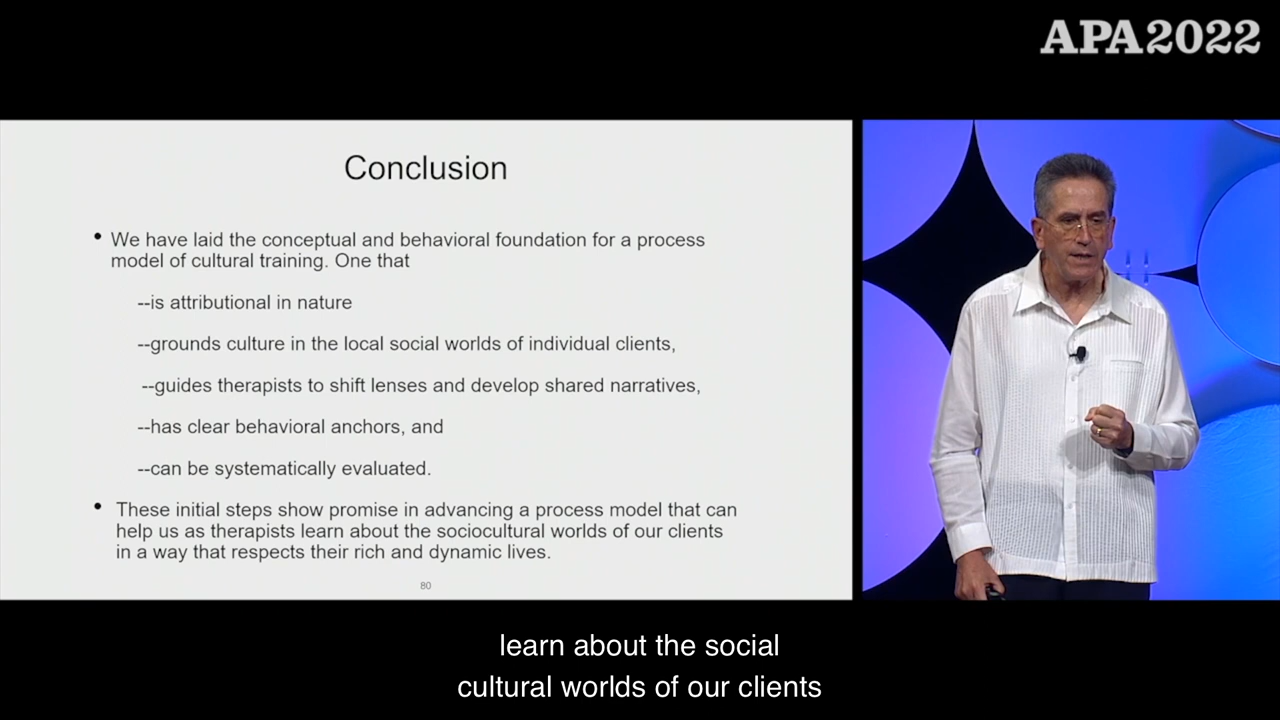 APA2022
Conclusion
• We have laid the conceptual and behavioral foundation for a process
model of cultural training. One that
--is attributional in nature
--grounds culture in the local social worlds of individual clients,
--guides therapists to shift lenses and develop shared narratives,
--has clear behavioral anchors, and
--can be systematically evaluated.
• These initial steps show promise in advancing a process model that can
help us as therapists learn about the sociocultural worlds of our clients
in a way that respects their rich and dynamic lives.
80
learn about the social
cultural worlds of our clients